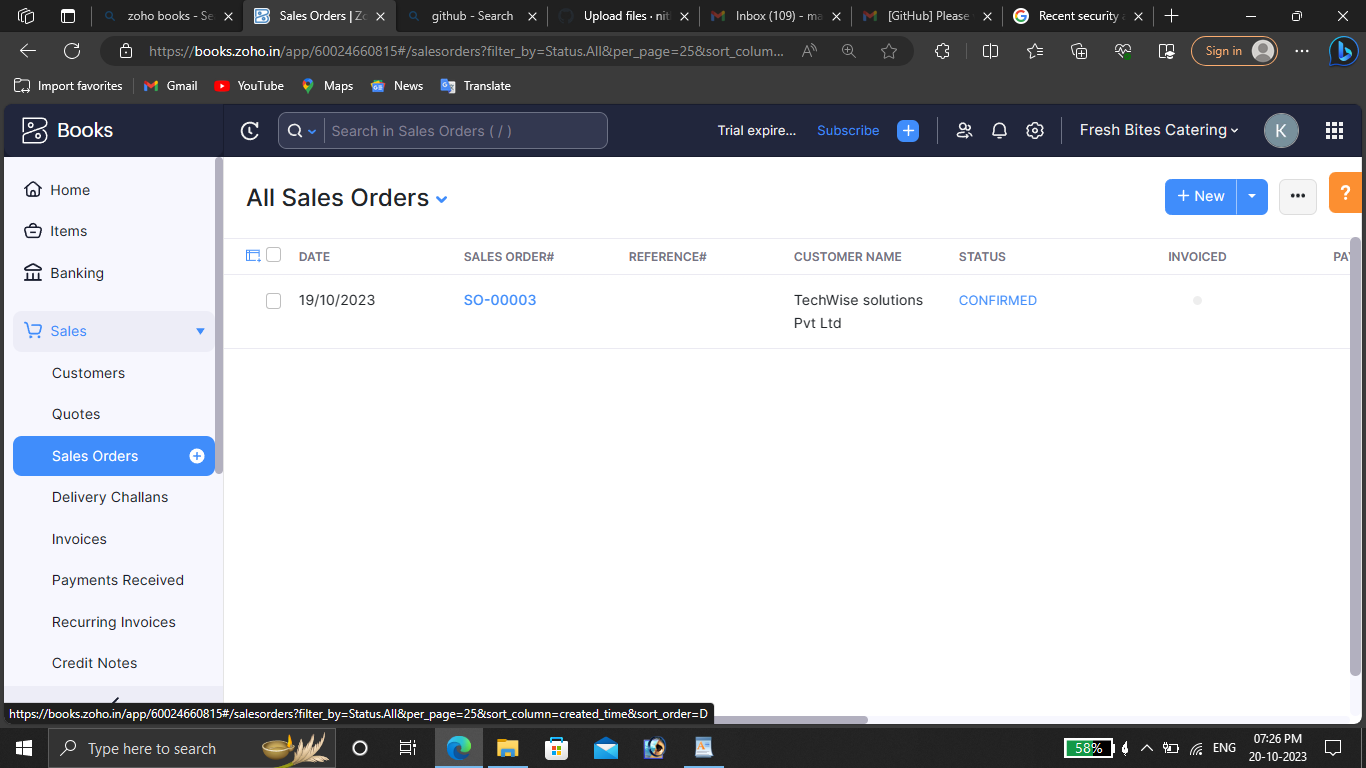 zoho books - Se
Sales Orders | Zo
github - Search
Upload files · nit
Inbox (109) - ma
[GitHub] Please
Recent security a
https://books.zoho.in/app/60024660815#/salesorders?filter_by=Status.All&per_page=25&sort_colum...
Sign in
Import favorites
Gmail
YouTube
Maps
News
Translate
Books
Search in Sales Orders ( / )
Trial expire...
Subscribe
Fresh Bites Catering
K
Home
Items
Banking
Sales
Customers
Quotes
Sales Orders
Delivery Challans
Invoices
Payments Received
Recurring Invoices
Credit Notes
All Sales Orders
+ New
?
DATE SALES ORDER# REFERENCE# CUSTOMER NAME STATUS INVOICED PAY
19/10/2023 SO-00003 TechWise solutions CONFIRMED
Pvt Ltd
https://books.zoho.in/app/60024660815#/salesorders?filter_by=Status.All&per_page=25&sort_column=created_time&sort_order=D
Type here to search
58%
ENG
07:26 PM
20-10-2023